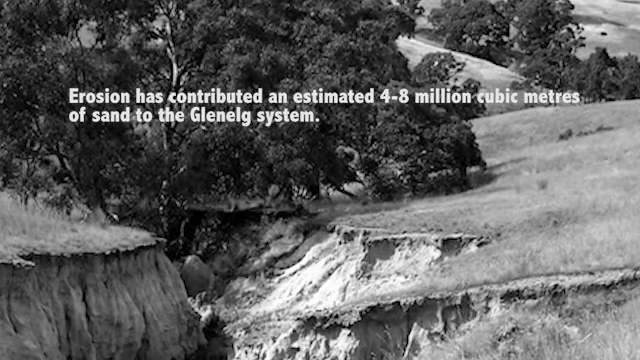 Erosion has contributed an estimated 4-8 million cubic metres
of sand to the Glenelg system.